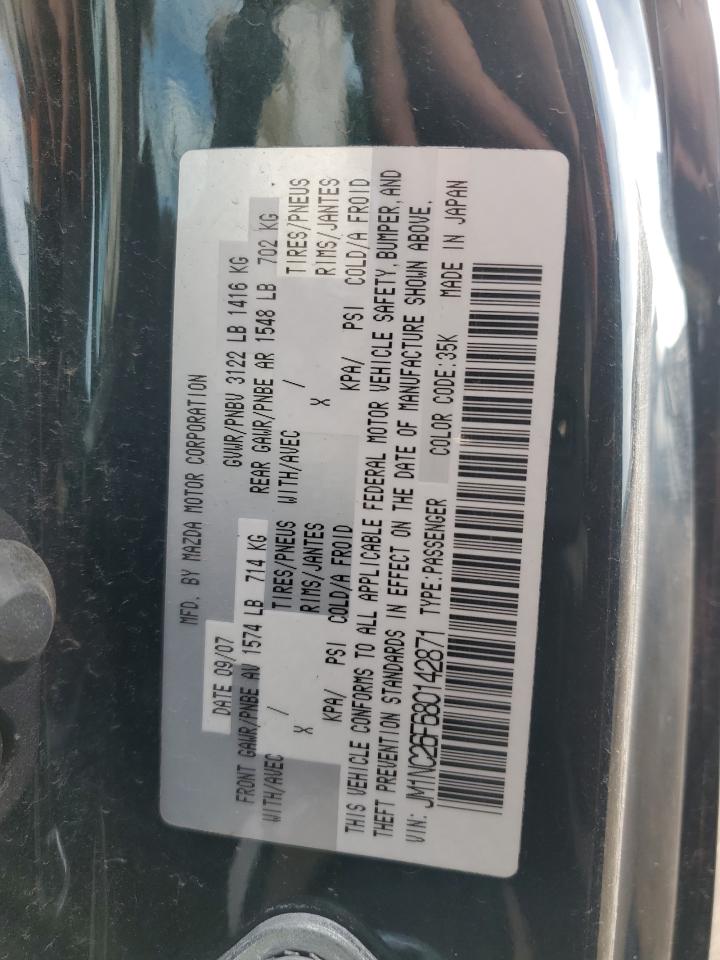 MFD. BY MAZDA MOTOR CORPORATION
DATE 09/07 GVWR/PNBV 3122 LB 1416 KG
FRONT GAWR/PNBE AV 1574 LB 714 KG REAR GAWR/PNBE AR 1548 LB 702 KG
WITH/AVEC / TIRES/PNEUS WITH/AVEC / TIRES/PNEUS
X RIMS/JANTES X RIMS/JANTES
KPA/ PSI COLD/A FROID KPA/ PSI COLD/A FROID
THIS VEHICLE CONFORMS TO ALL APPLICABLE FEDERAL MOTOR VEHICLE SAFETY, BUMPER, AND
THEFT PREVENTION STANDARDS IN EFFECT ON THE DATE OF MANUFACTURE SHOWN ABOVE.
VIN: JM1NC26F680142871 TYPE:PASSENGER COLOR CODE:35K MADE IN JAPAN